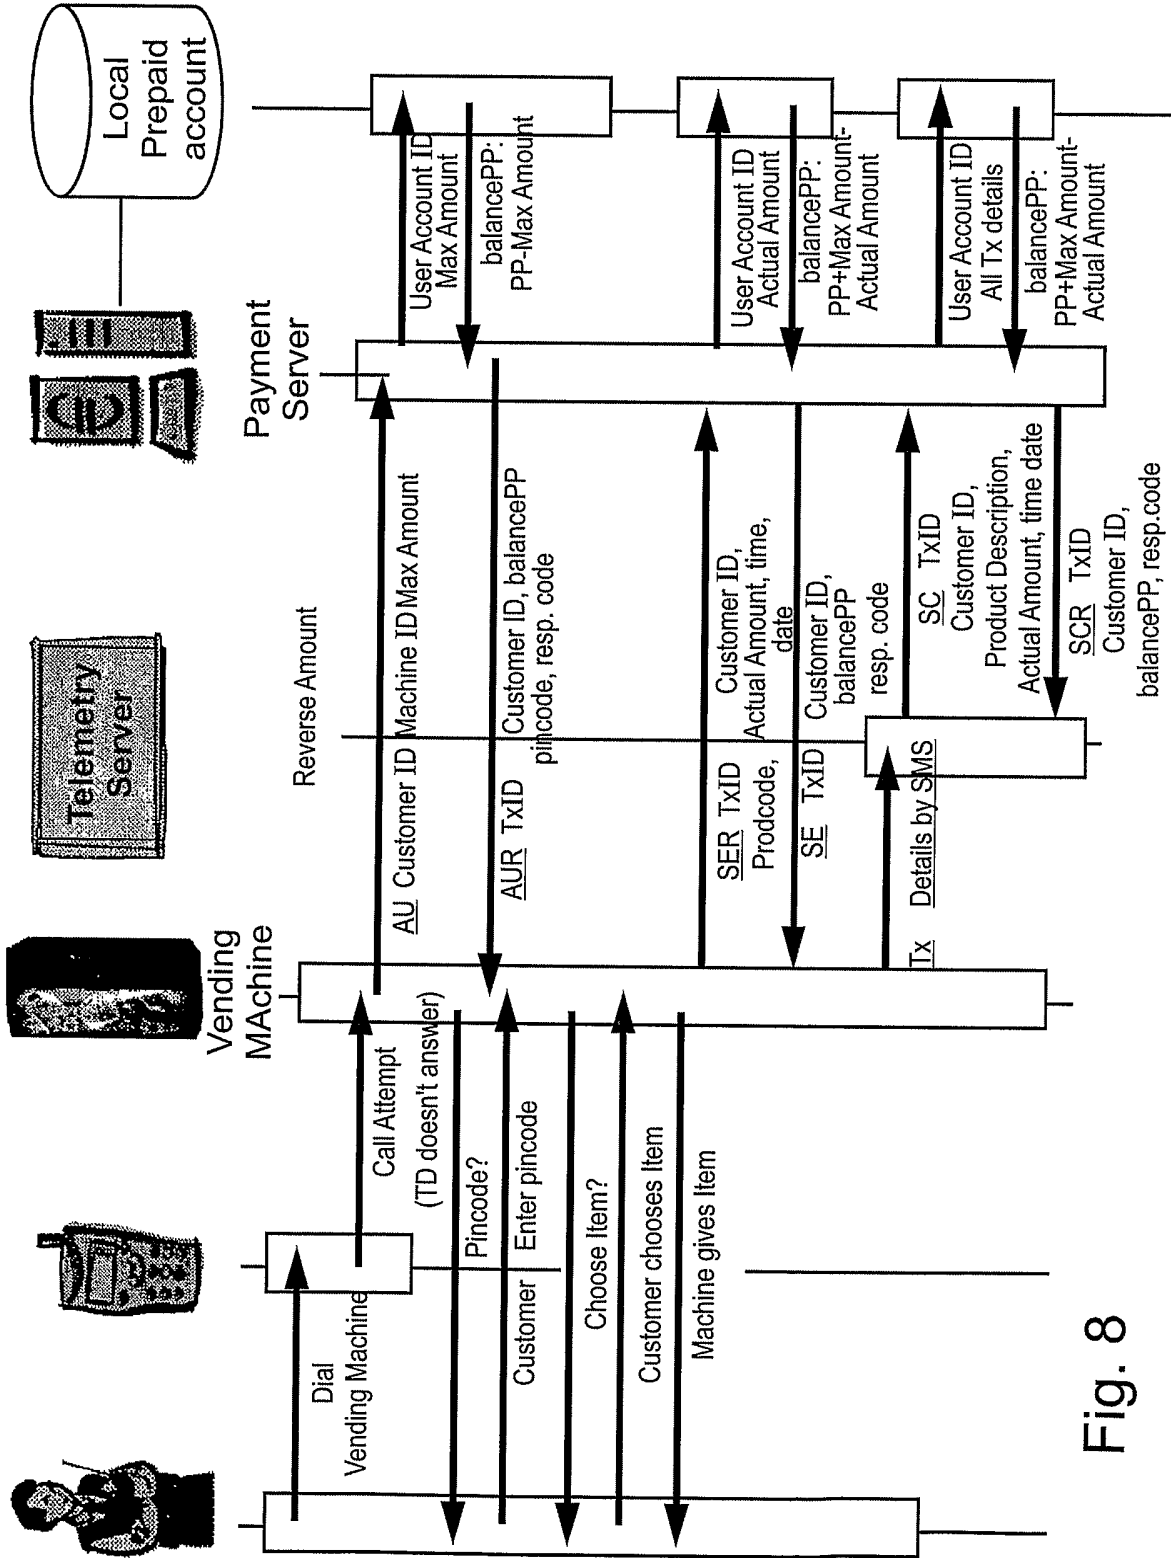 Local
Prepaid
account
Payment
Server
Telemetry
Server
Vending
MAchine
Dial
Vending Machine
Call Attempt
(TD doesn't answer)
Reverse Amount
AU Customer ID Machine ID Max Amount
User Account ID
Max Amount
balancePP:
PP-Max Amount
AUR TxID Customer ID, balancePP
pincode, resp. code
Pincode?
Customer Enter pincode
Choose Item?
Customer chooses Item
Machine gives Item
SER TxID Customer ID,
Prodcode, Actual Amount, time,
date
User Account ID
Actual Amount
balancePP:
PP+Max Amount-
Actual Amount
SE TxID Customer ID,
balancePP
resp. code
Tx Details by SMS
SC TxID
Customer ID,
Product Description,
Actual Amount, time date
User Account ID
All Tx details
balancePP:
PP+Max Amount-
Actual Amount
SCR TxID
Customer ID,
balancePP, resp.code
Fig. 8